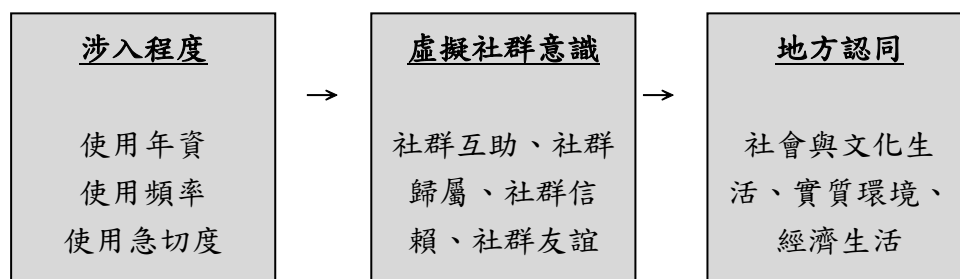 涉入程度
使用年資
使用頻率
使用急切度
→
虛擬社群意識
社群互助、社群
歸屬、社群信
賴、社群友誼
→
地方認同
社會與文化生
活、實質環境、
經濟生活